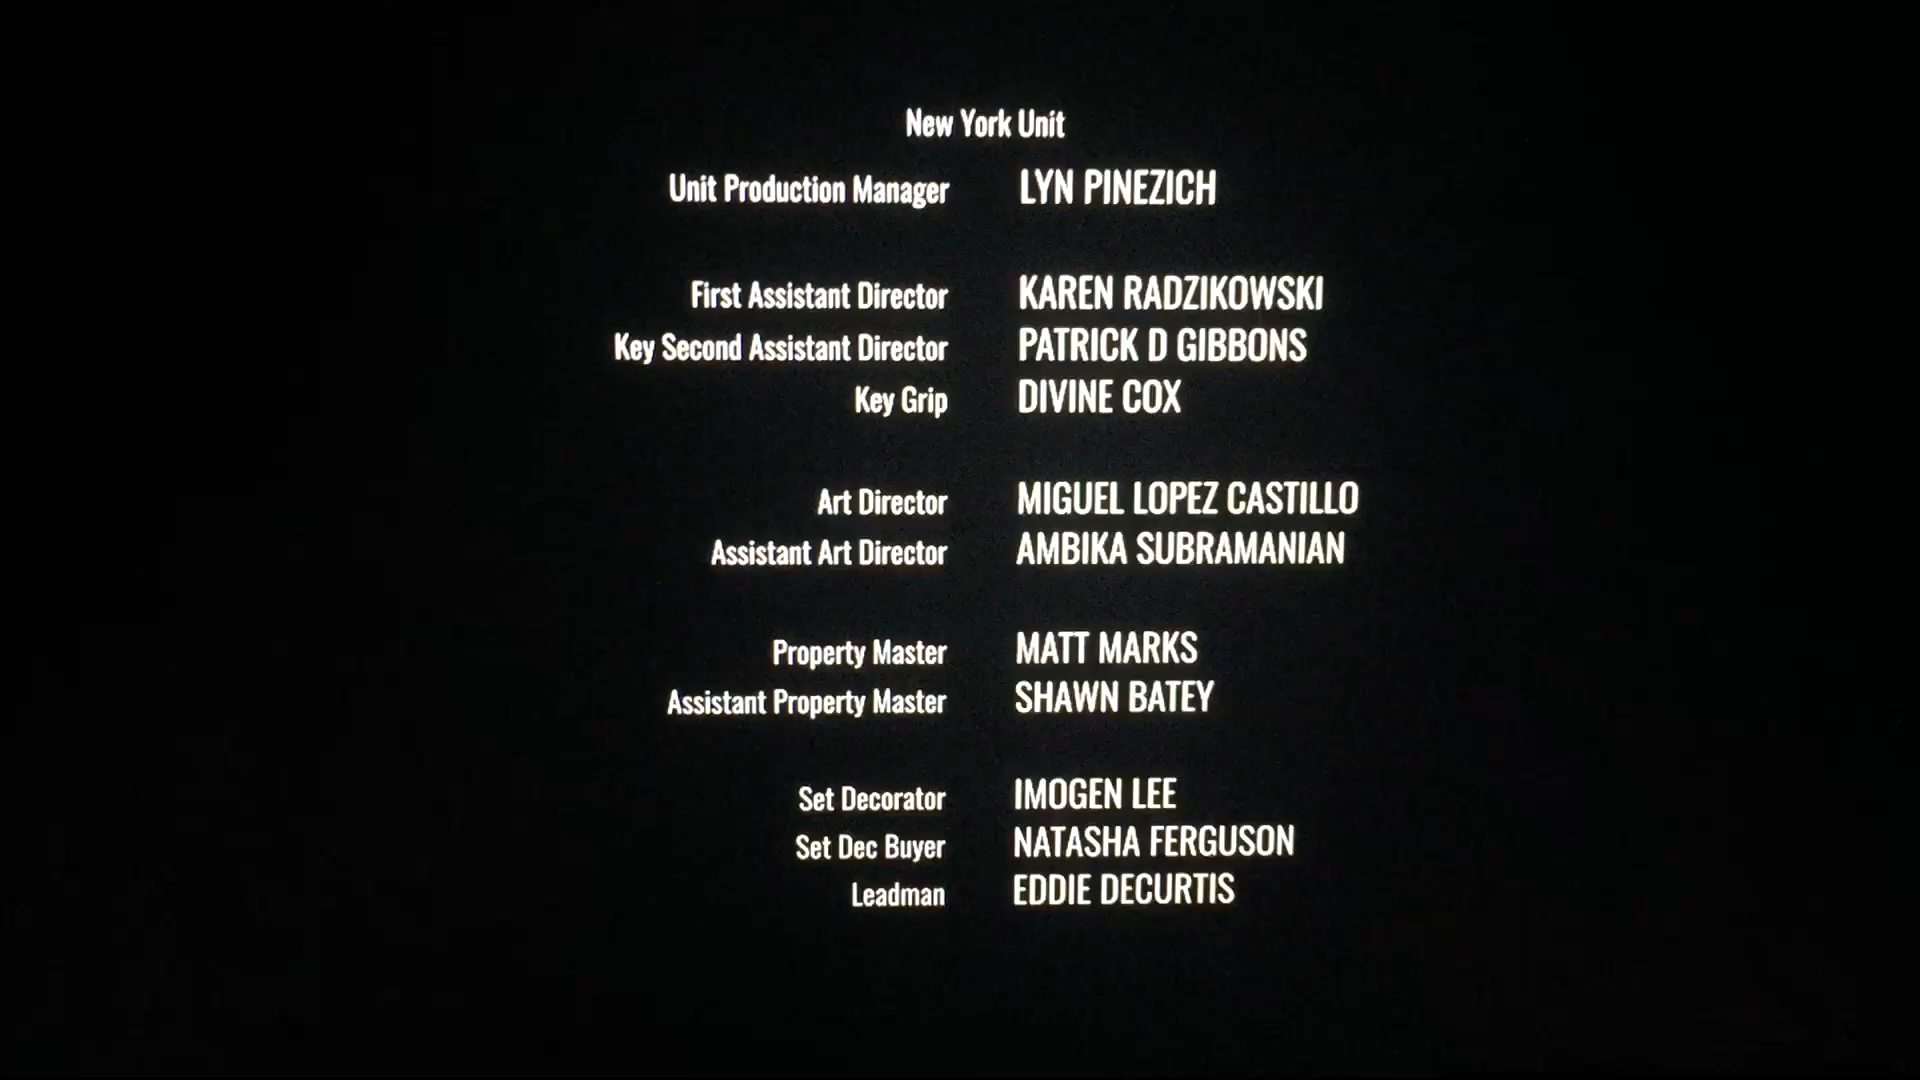 New York Unit
Unit Production Manager LYN PINEZICH
First Assistant Director KAREN RADZIKOWSKI
Key Second Assistant Director PATRICK D GIBBONS
Key Grip DIVINE COX
Art Director MIGUEL LOPEZ CASTILLO
Assistant Art Director AMBIKA SUBRAMANIAN
Property Master MATT MARKS
Assistant Property Master SHAWN BATEY
Set Decorator IMOGEN LEE
Set Dec Buyer NATASHA FERGUSON
Leadman EDDIE DECURTIS